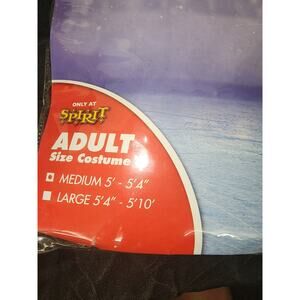 ONLY AT
SPIRIT
ADULT
Size Costume
MEDIUM 5' - 5'4"
LARGE 5'4" - 5'10'